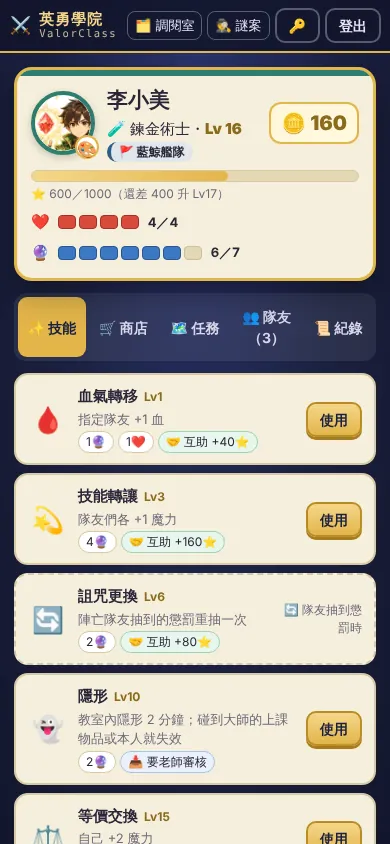 英勇學院
ValorClass
調閱室
謎案
登出
李小美
鍊金術士・Lv 16
藍鯨艦隊
160
600／1000（還差 400 升 Lv17）
4／4
6／7
技能
商店
任務
隊友（3）
紀錄
血氣轉移 Lv1
指定隊友 +1 血
1 1 互助 +40
使用
技能轉讓 Lv3
隊友們各 +1 魔力
4 互助 +160
使用
詛咒更換 Lv6
陣亡隊友抽到的懲罰重抽一次
2 互助 +80
隊友抽到懲
罰時
隱形 Lv10
教室內隱形 2 分鐘；碰到大師的上課
物品或本人就失效
2 要老師審核
使用
等價交換 Lv15
自己 +2 魔力
使用